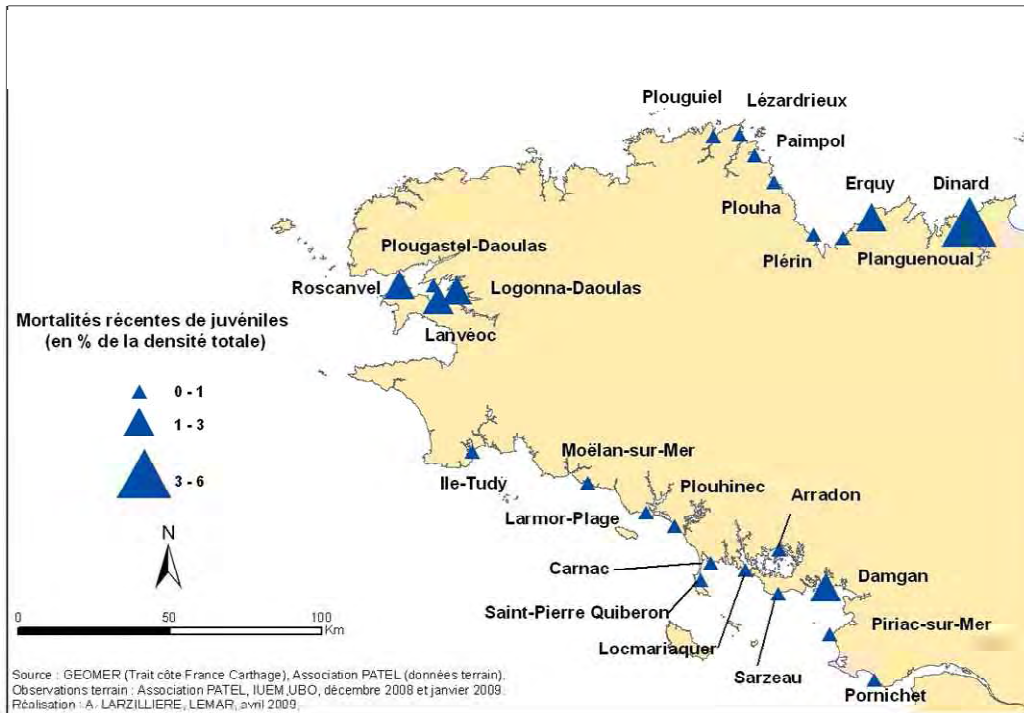 Plouguiel
Lézardrieux
Paimpol
Erquy
Dinard
Plouha
Plougastel-Daoulas
Plérin
Planguenoual
Roscanvel
Logonna-Daoulas
Lanvéoc
Mortalités récentes de juvéniles
(en % de la densité totale)
0 - 1
1 - 3
3 - 6
Moëlan-sur-Mer
Ile-Tudy
Plouhinec
Arradon
Larmor-Plage
N
Carnac
Damgan
Saint-Pierre Quiberon
Piriac-sur-Mer
0 50 100
Km
Locmariaquer
Sarzeau
Pornichet
Source : GEOMER (Trait côte France Carthage), Association PATEL (données terrain).
Observations terrain : Association PATEL, IUEM,UBO, décembre 2008 et janvier 2009.
Réalisation : A. LARZILLIERE, LEMAR, avril 2009.